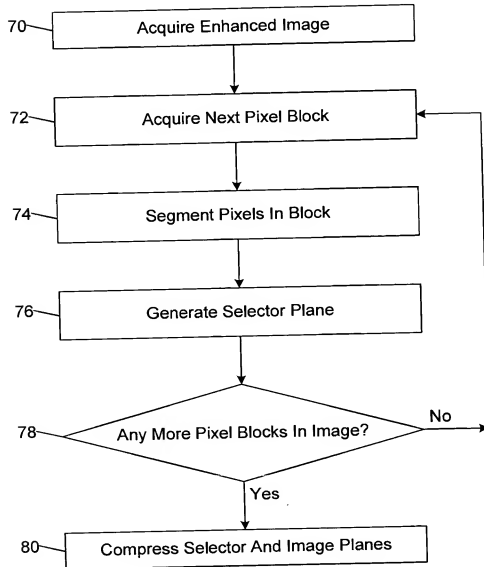 70
Acquire Enhanced Image
72
Acquire Next Pixel Block
74
Segment Pixels In Block
76
Generate Selector Plane
78
Any More Pixel Blocks In Image?
No
Yes
80
Compress Selector And Image Planes